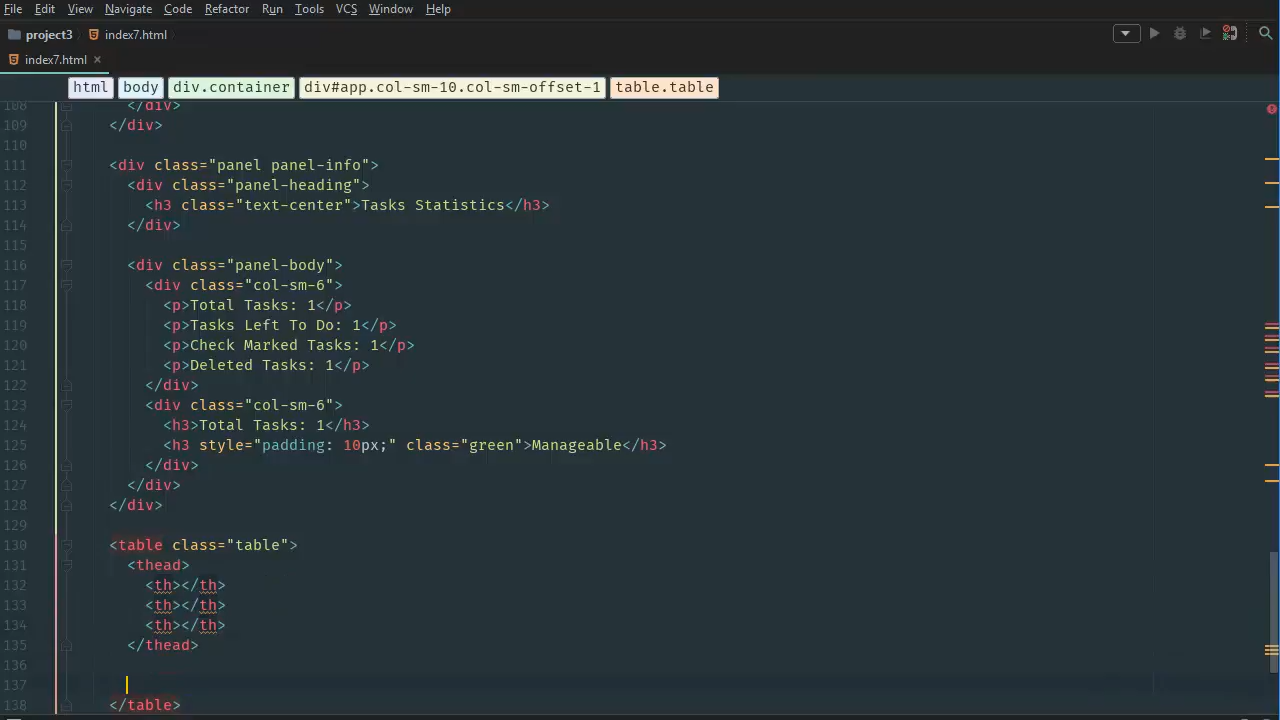 File Edit View Navigate Code Refactor Run Tools VCS Window Help
project3 index7.html
index7.html ×
html body div.container div#app.col-sm-10.col-sm-offset-1 table.table
108 </div>
109 </div>
110
111 <div class="panel panel-info">
112 <div class="panel-heading">
113 <h3 class="text-center">Tasks Statistics</h3>
114 </div>
115
116 <div class="panel-body">
117 <div class="col-sm-6">
118 <p>Total Tasks: 1</p>
119 <p>Tasks Left To Do: 1</p>
120 <p>Check Marked Tasks: 1</p>
121 <p>Deleted Tasks: 1</p>
122 </div>
123 <div class="col-sm-6">
124 <h3>Total Tasks: 1</h3>
125 <h3 style="padding: 10px;" class="green">Manageable</h3>
126 </div>
127 </div>
128 </div>
129
130 <table class="table">
131 <thead>
132 <th></th>
133 <th></th>
134 <th></th>
135 </thead>
136
137
138 </table>